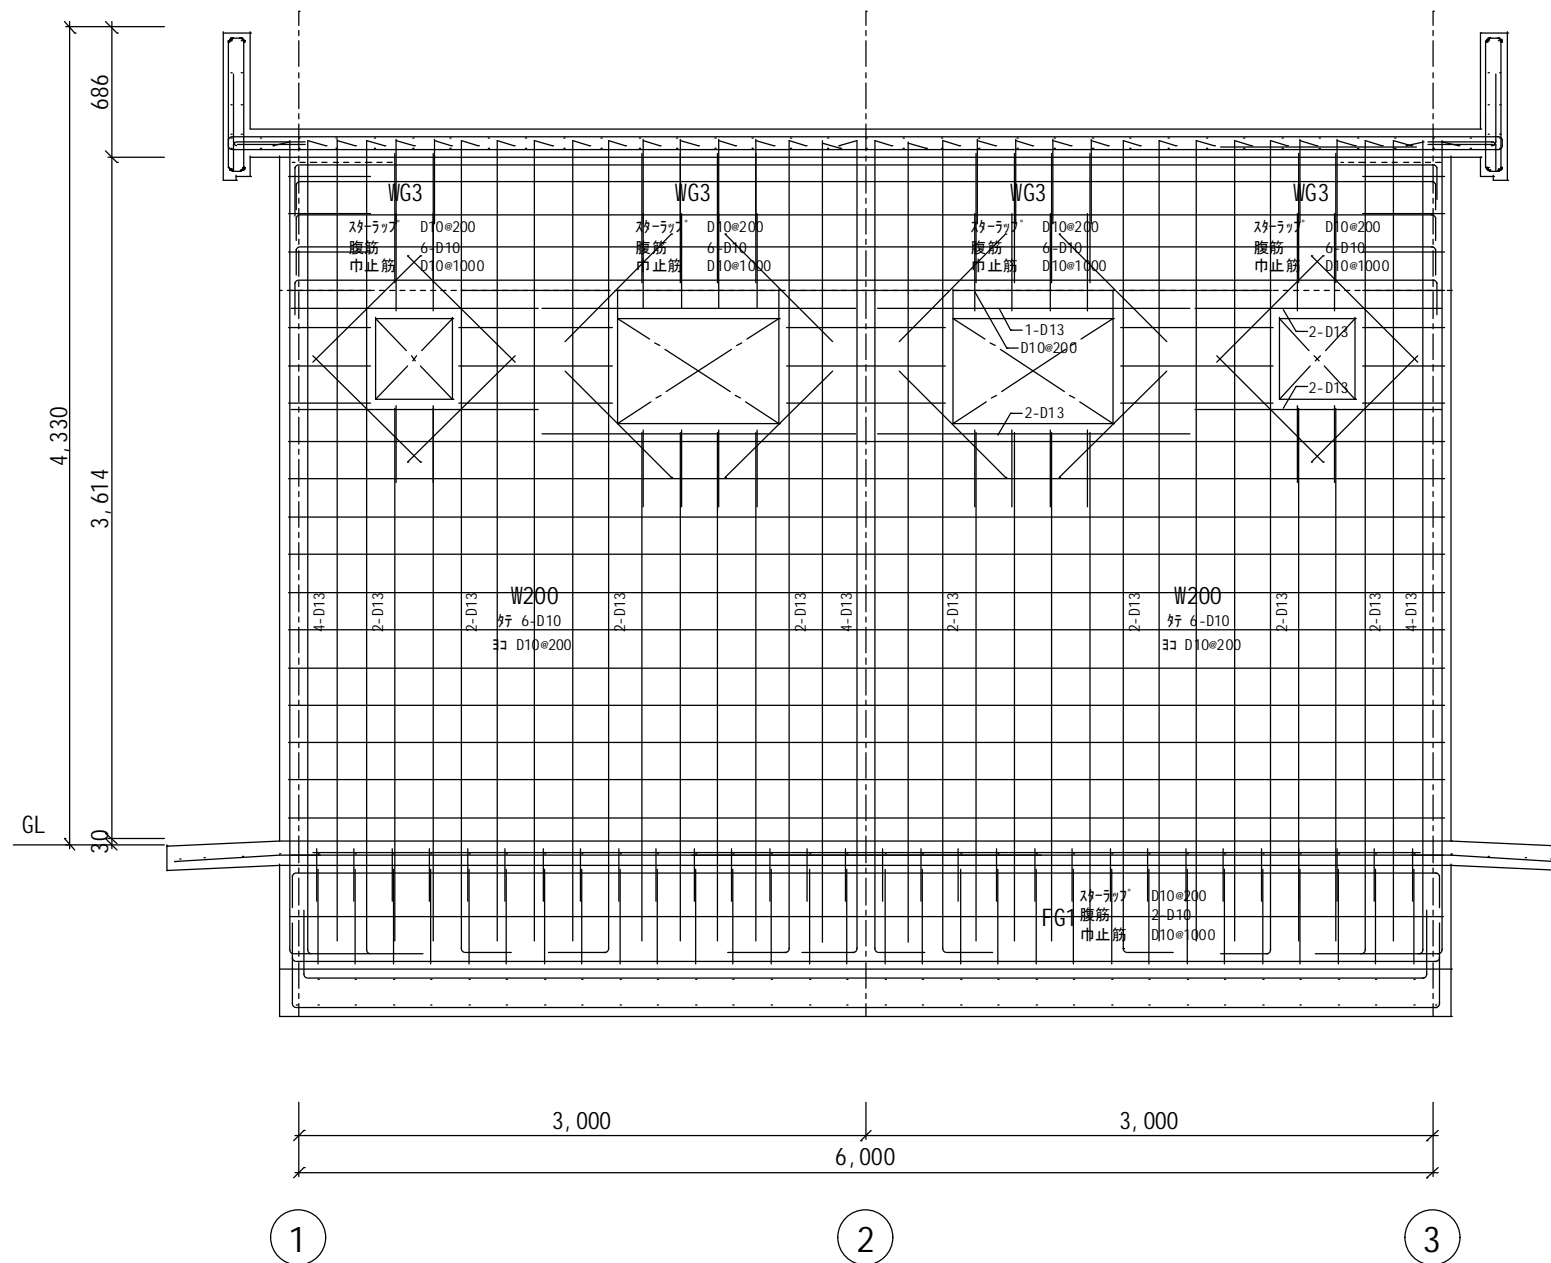 686
4,330
3,614
30
GL
WG3
スターラップ D10@200
腹筋 6-D10
巾止筋 D10@1000
WG3
スターラップ D10@200
腹筋 6-D10
巾止筋 D10@1000
WG3
スターラップ D10@200
腹筋 6-D10
巾止筋 D10@1000
WG3
スターラップ D10@200
腹筋 6-D10
巾止筋 D10@1000
1-D13
D10@200
2-D13
2-D13
2-D13
4-D13
2-D13
2-D13
W200
タテ 6-D10
ヨコ D10@200
2-D13
2-D13
4-D13
2-D13
2-D13
W200
タテ 6-D10
ヨコ D10@200
2-D13
2-D13
4-D13
FG1
スターラップ D10@200
腹筋 2-D10
巾止筋 D10@1000
3,000
3,000
6,000
1
2
3